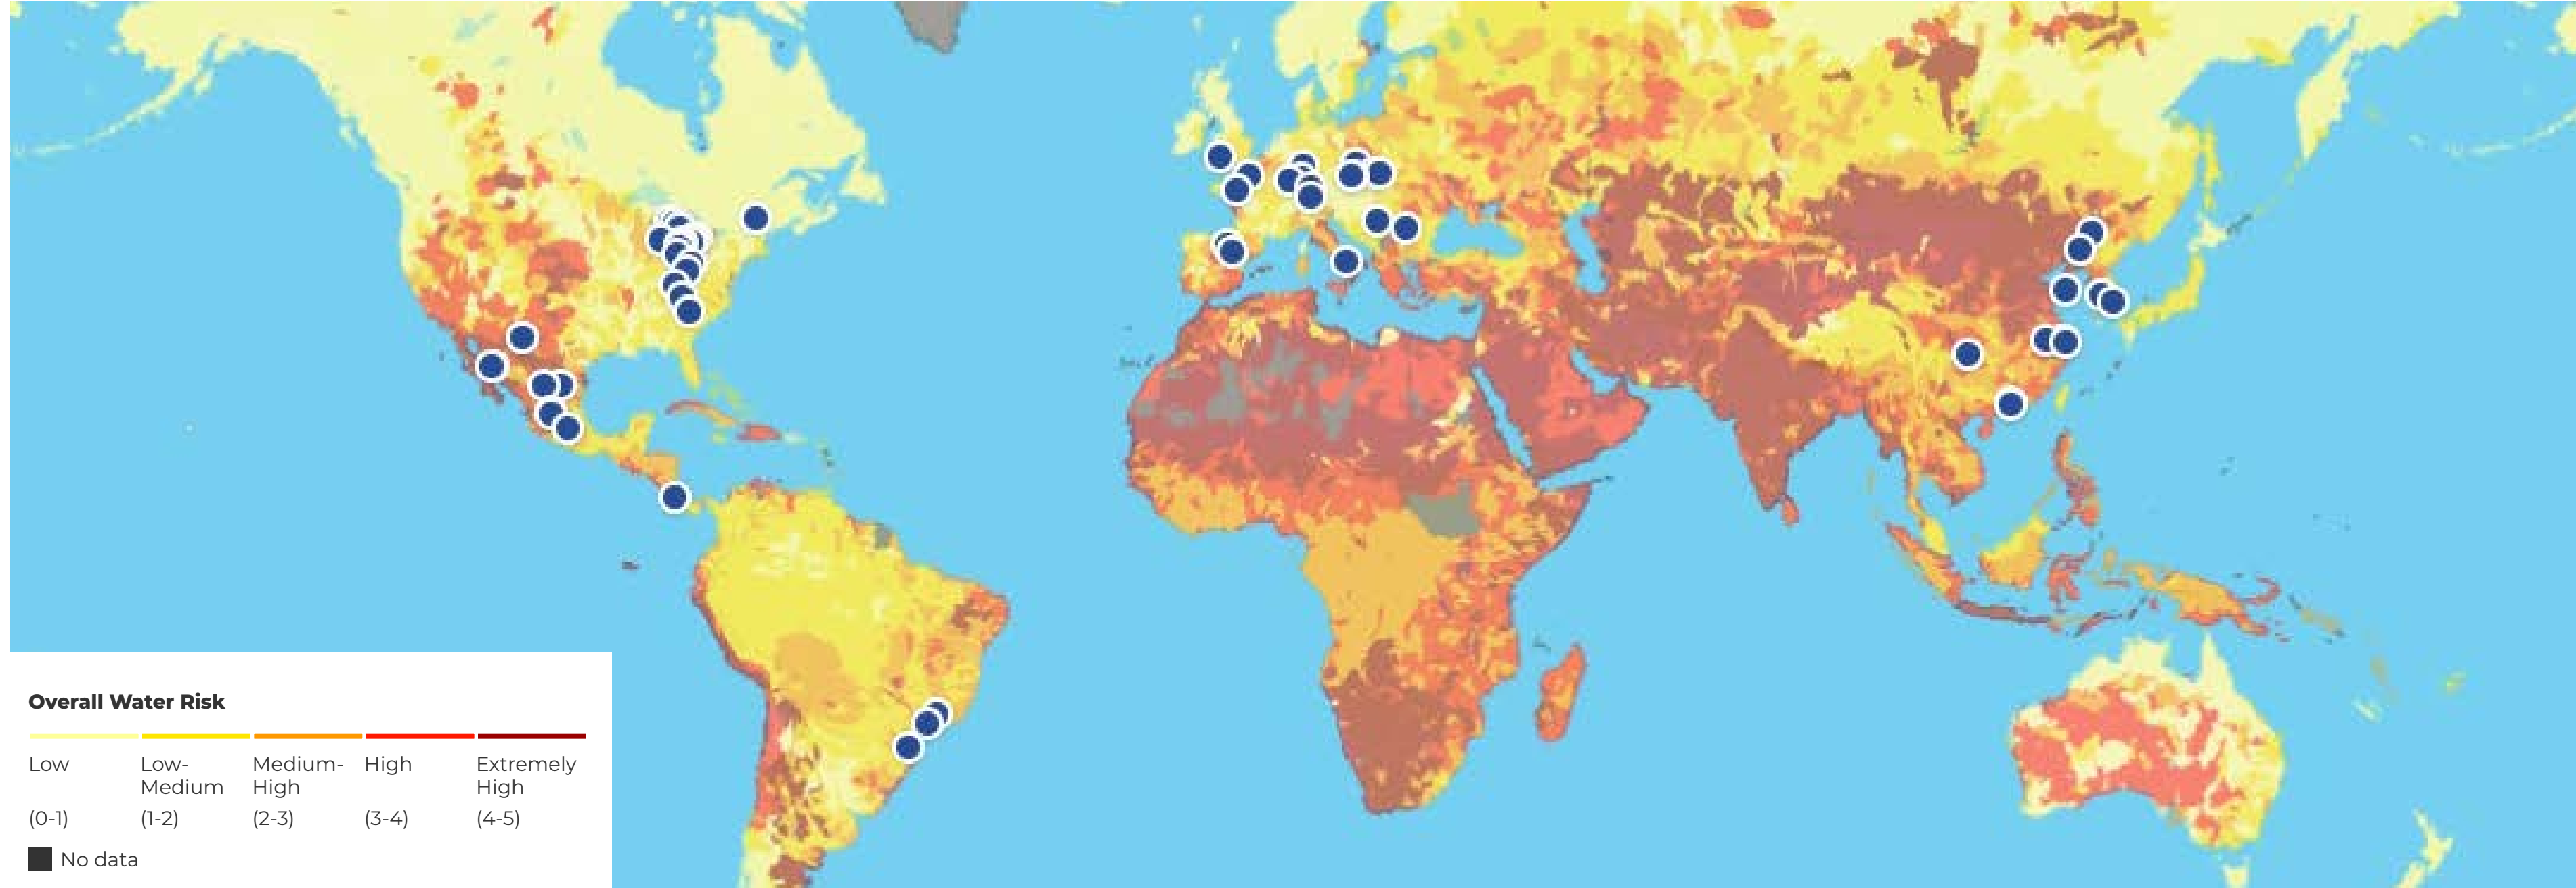 Overall Water Risk
Low Low- Medium- High Extremely
Medium High High
(0-1) (1-2) (2-3) (3-4) (4-5)
No data